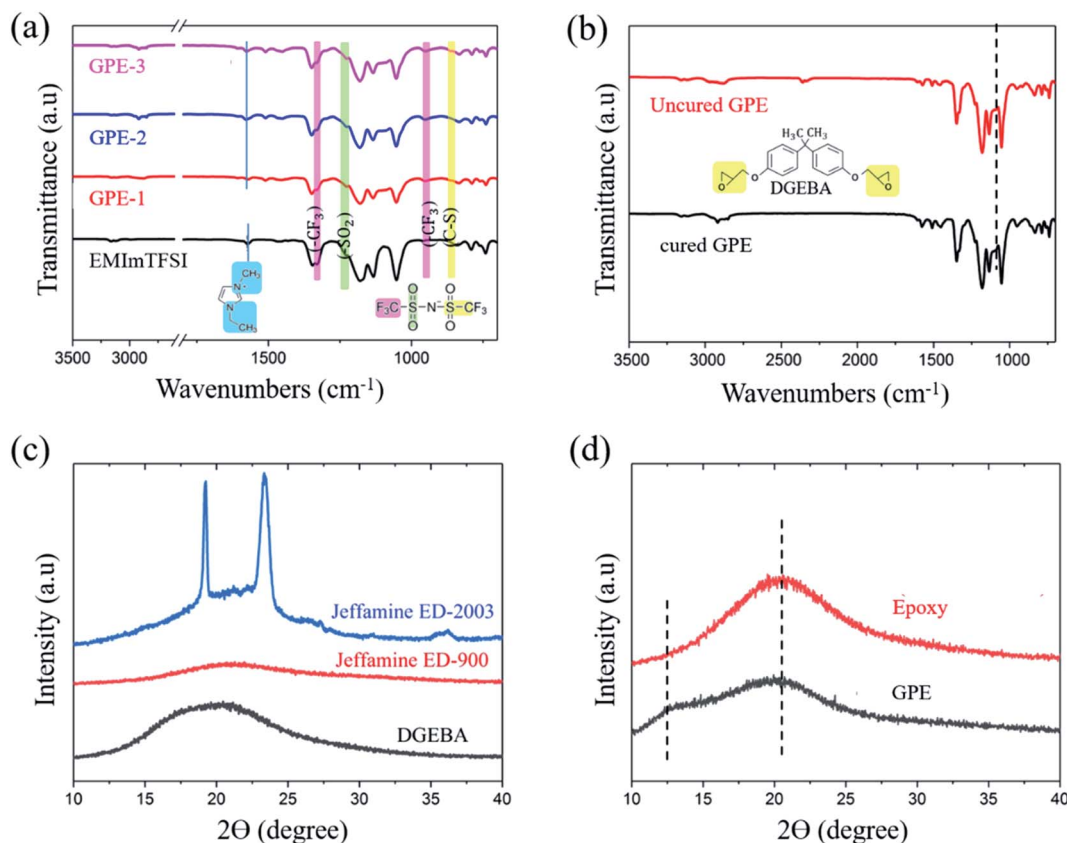 (a)
Transmittance (a.u)
GPE-3
GPE-2
GPE-1
EMImTFSI
(-CF₃)
(-SO₂)
(-CF₃)
(C-S)
CH₃
N
N
CH₃
O O
F₃C S N⁻ S CF₃
O O
3500 3000 1500 1000
Wavenumbers (cm⁻¹)
(b)
Transmittance (a.u)
Uncured GPE
H₃C CH₃
O O O O
DGEBA
cured GPE
3500 3000 2500 2000 1500 1000
Wavenumbers (cm⁻¹)
(c)
Intensity (a.u)
Jeffamine ED-2003
Jeffamine ED-900
DGEBA
10 15 20 25 30 35 40
2Θ (degree)
(d)
Intensity (a.u)
Epoxy
GPE
10 15 20 25 30 35 40
2Θ (degree)